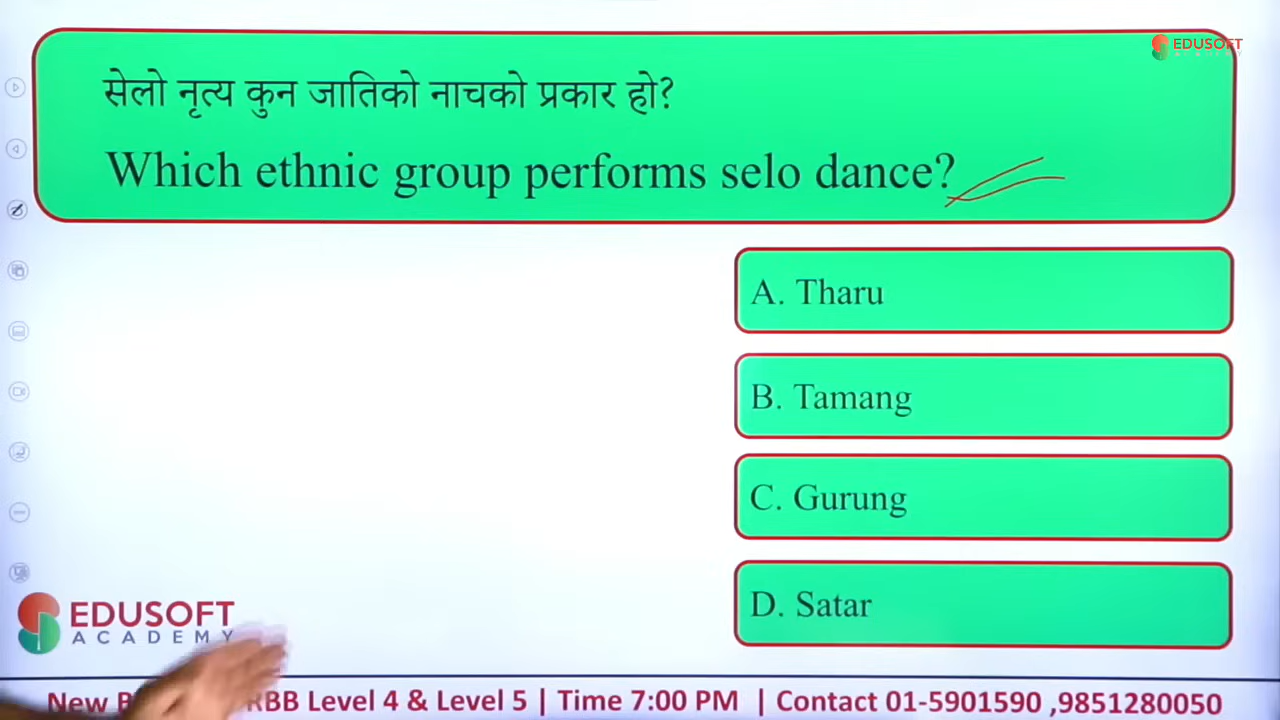 EDUSOFT
ACADEMY
सेलो नृत्य कुन जातिको नाचको प्रकार हो?
Which ethnic group performs selo dance?
A. Tharu
B. Tamang
C. Gurung
D. Satar
EDUSOFT
ACADEMY
New RBB Level 4 & Level 5 | Time 7:00 PM | Contact 01-5901590 ,9851280050